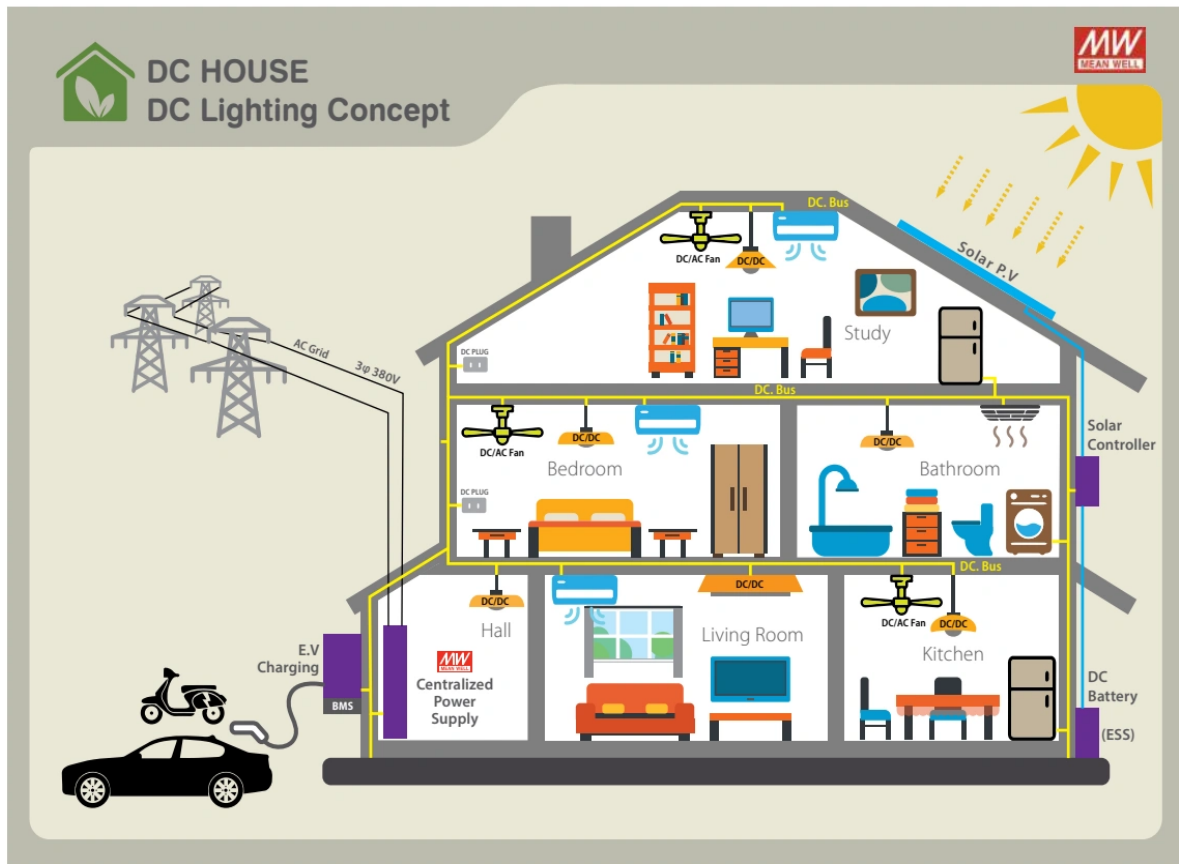 DC HOUSE
DC Lighting Concept
MW
MEAN WELL
DC. Bus
DC/AC Fan
DC/DC
Solar P.V
Study
AC Grid
3φ 380V
DC PLUG
DC. Bus
DC/AC Fan
DC/DC
Bedroom
DC/DC
Bathroom
Solar
Controller
DC PLUG
DC. Bus
DC/DC
Hall
DC/DC
Living Room
DC/AC Fan
DC/DC
Kitchen
E.V
Charging
BMS
MW
MEAN WELL
Centralized
Power
Supply
DC
Battery
(ESS)